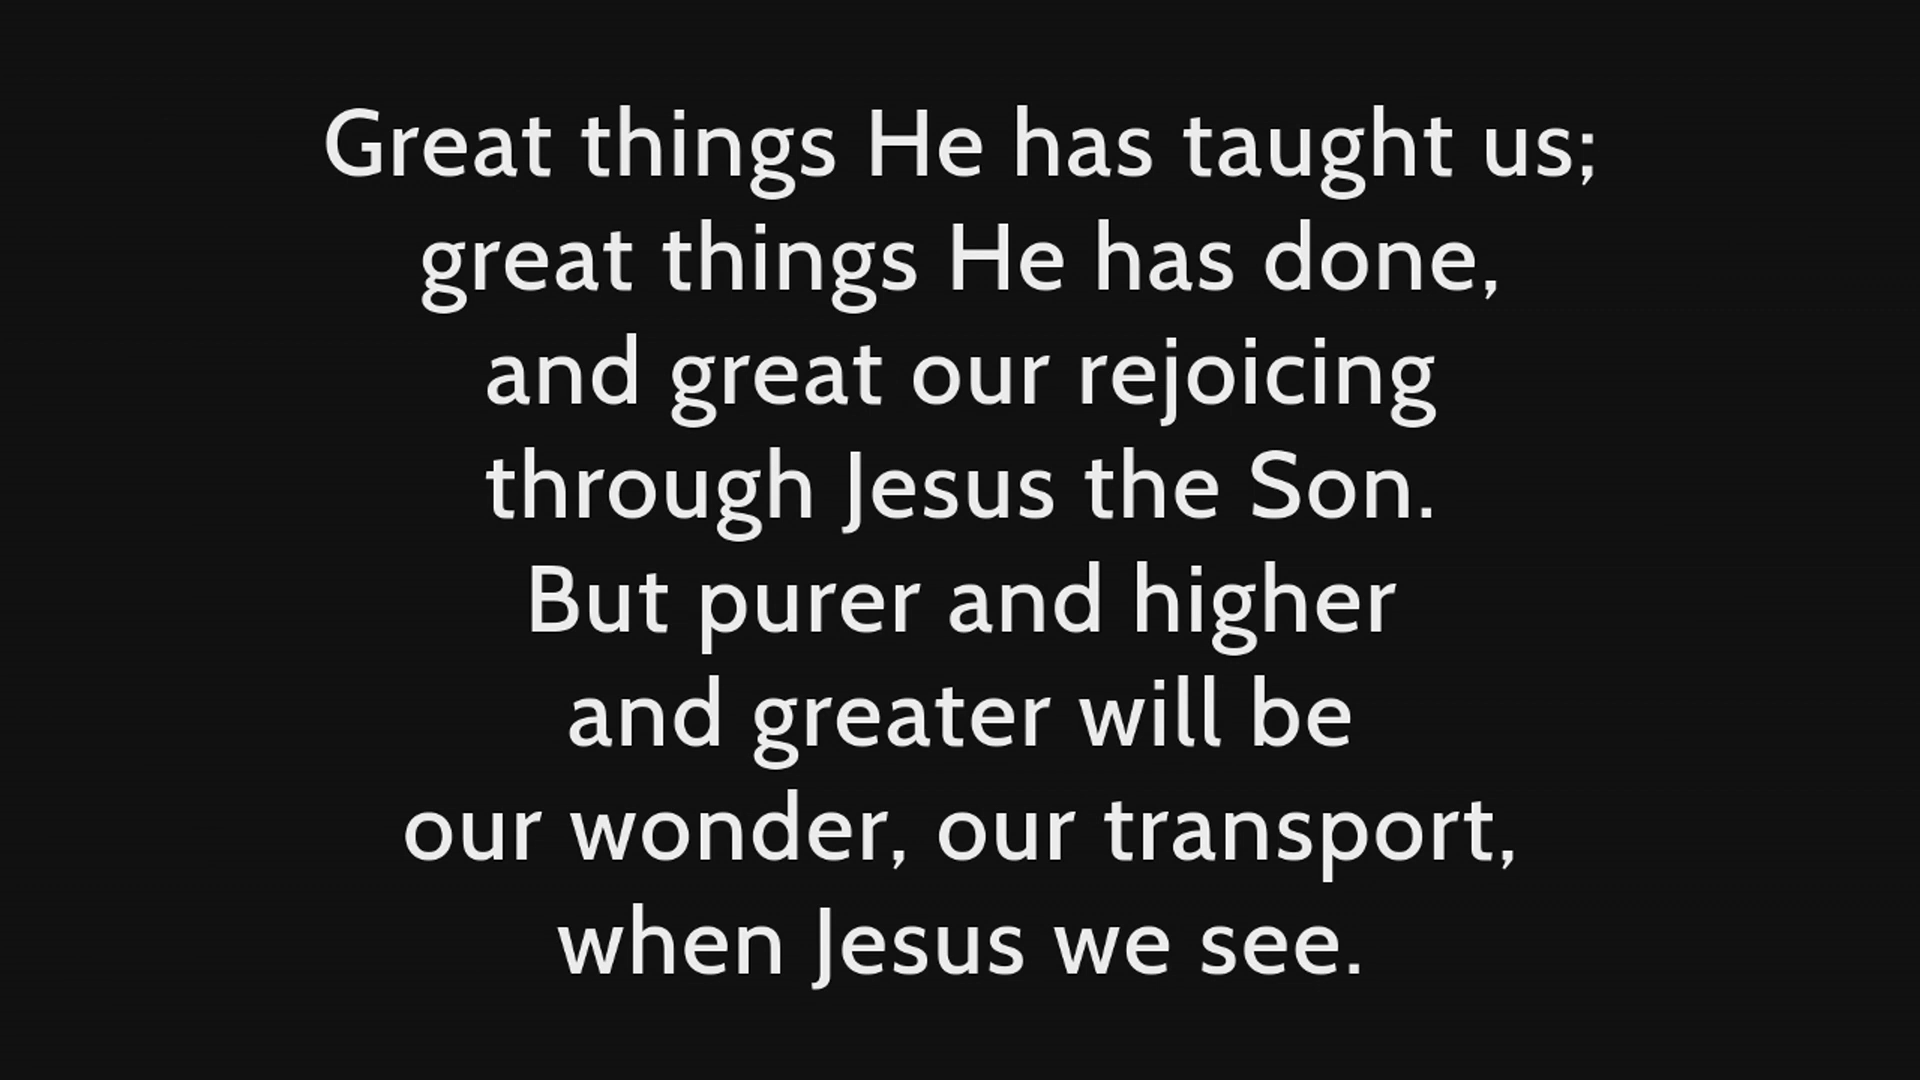 Great things He has taught us;
great things He has done,
and great our rejoicing
through Jesus the Son.
But purer and higher
and greater will be
our wonder, our transport,
when Jesus we see.